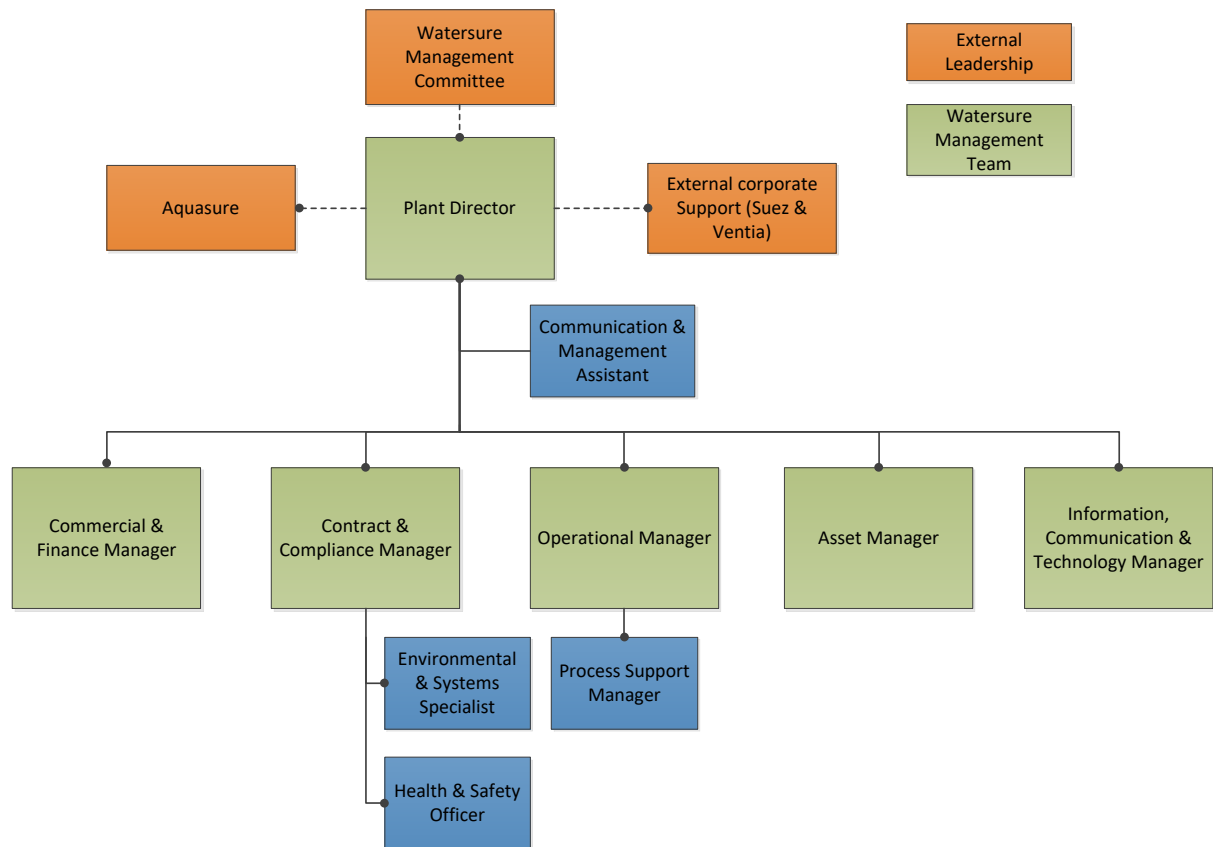 Watersure
Management
Committee
External
Leadership
Watersure
Management
Team
Aquasure
Plant Director
External corporate
Support (Suez &
Ventia)
Communication &
Management
Assistant
Commercial &
Finance Manager
Contract &
Compliance Manager
Operational Manager
Asset Manager
Information,
Communication &
Technology Manager
Environmental
& Systems
Specialist
Process Support
Manager
Health & Safety
Officer